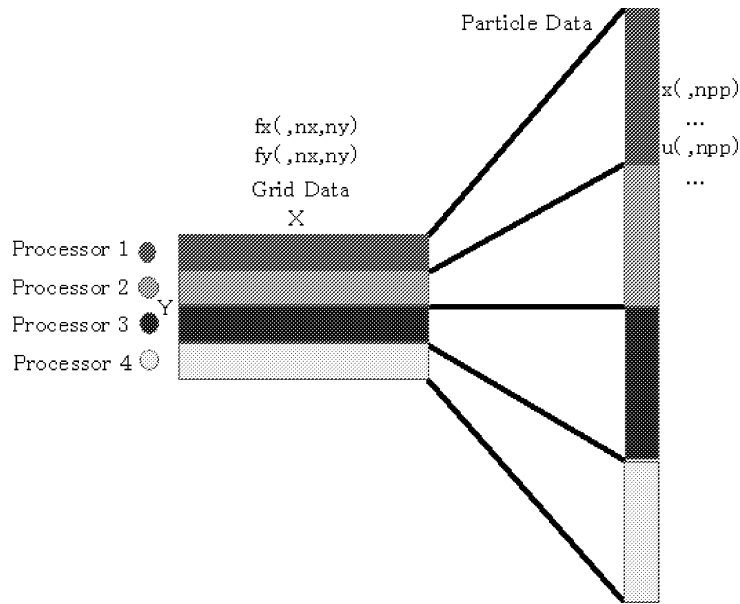 Particle Data
x( ,npp)
...
u( ,npp)
...
fx( ,nx,ny)
fy( ,nx,ny)
Grid Data
X
Y
Processor 1
Processor 2
Processor 3
Processor 4